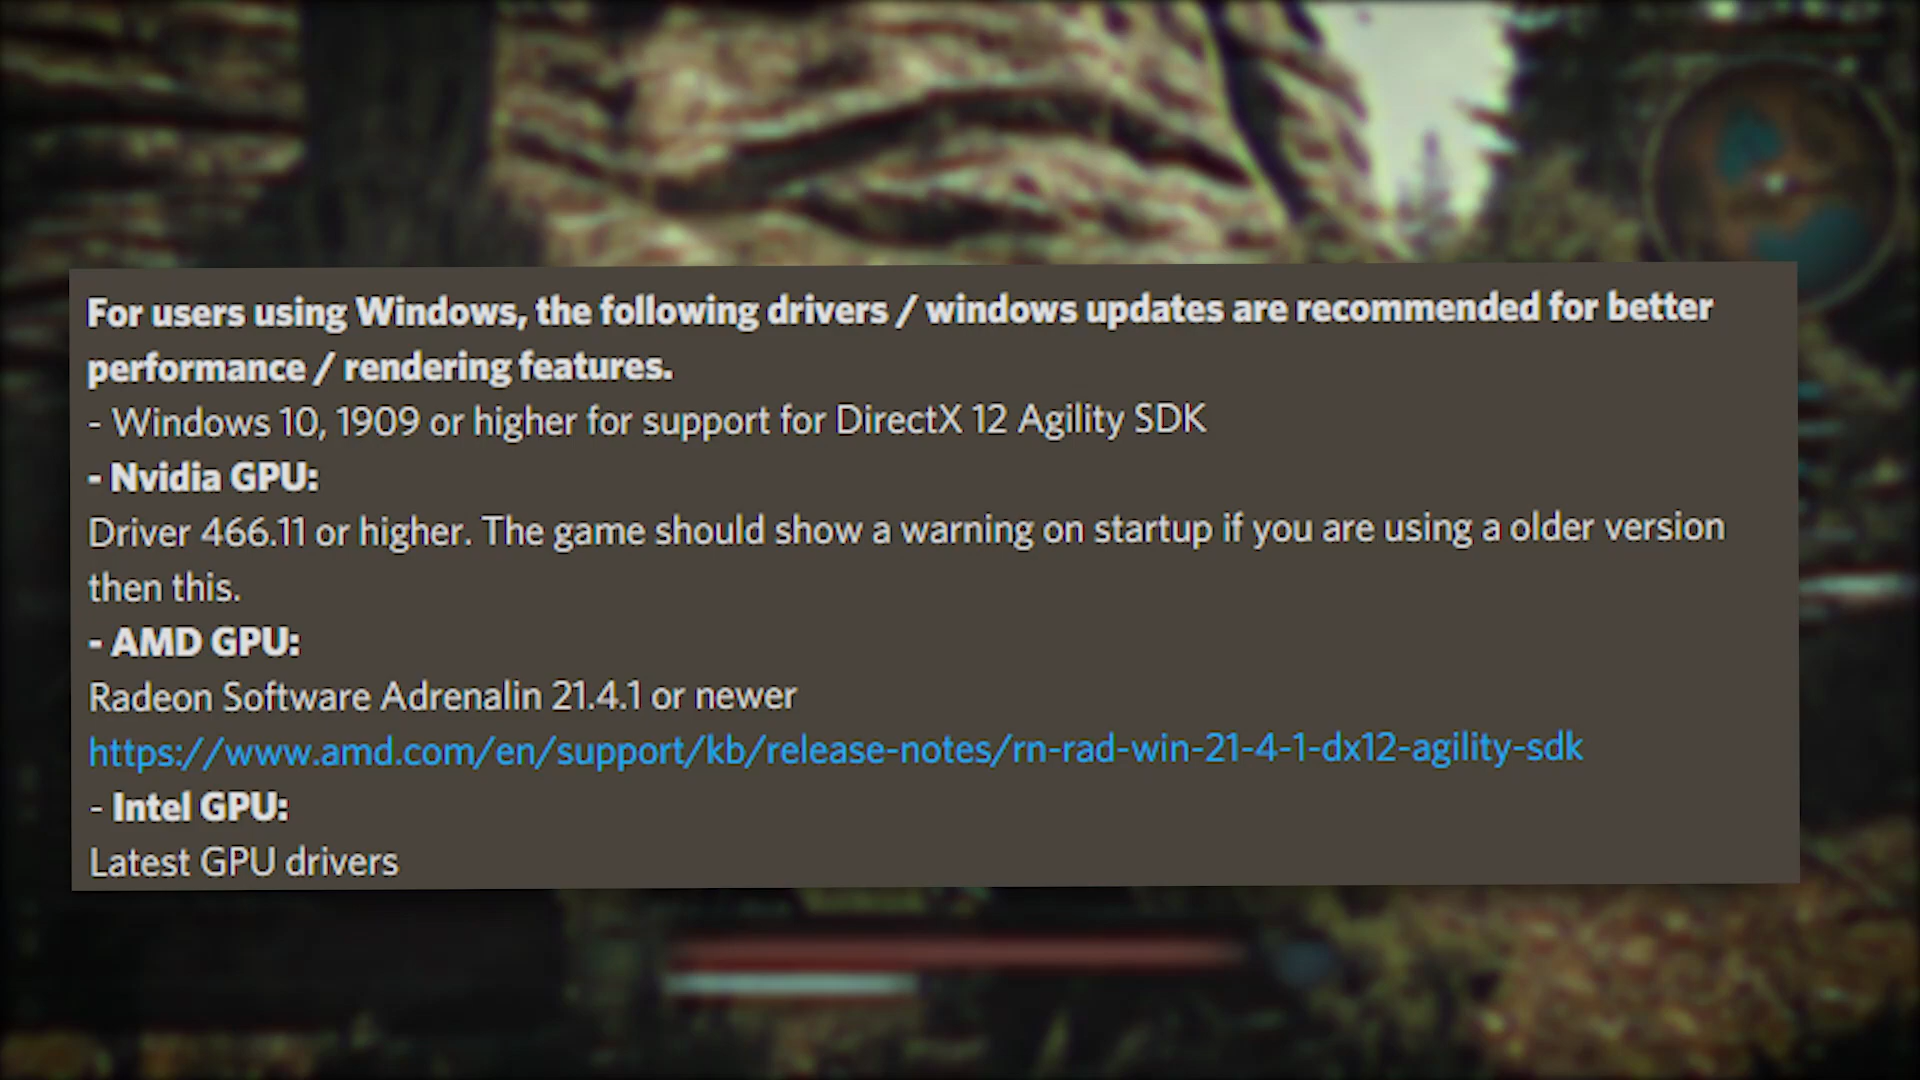 For users using Windows, the following drivers / windows updates are recommended for better
performance / rendering features.
- Windows 10, 1909 or higher for support for DirectX 12 Agility SDK
- Nvidia GPU:
Driver 466.11 or higher. The game should show a warning on startup if you are using a older version
then this.
- AMD GPU:
Radeon Software Adrenalin 21.4.1 or newer
https://www.amd.com/en/support/kb/release-notes/rn-rad-win-21-4-1-dx12-agility-sdk
- Intel GPU:
Latest GPU drivers